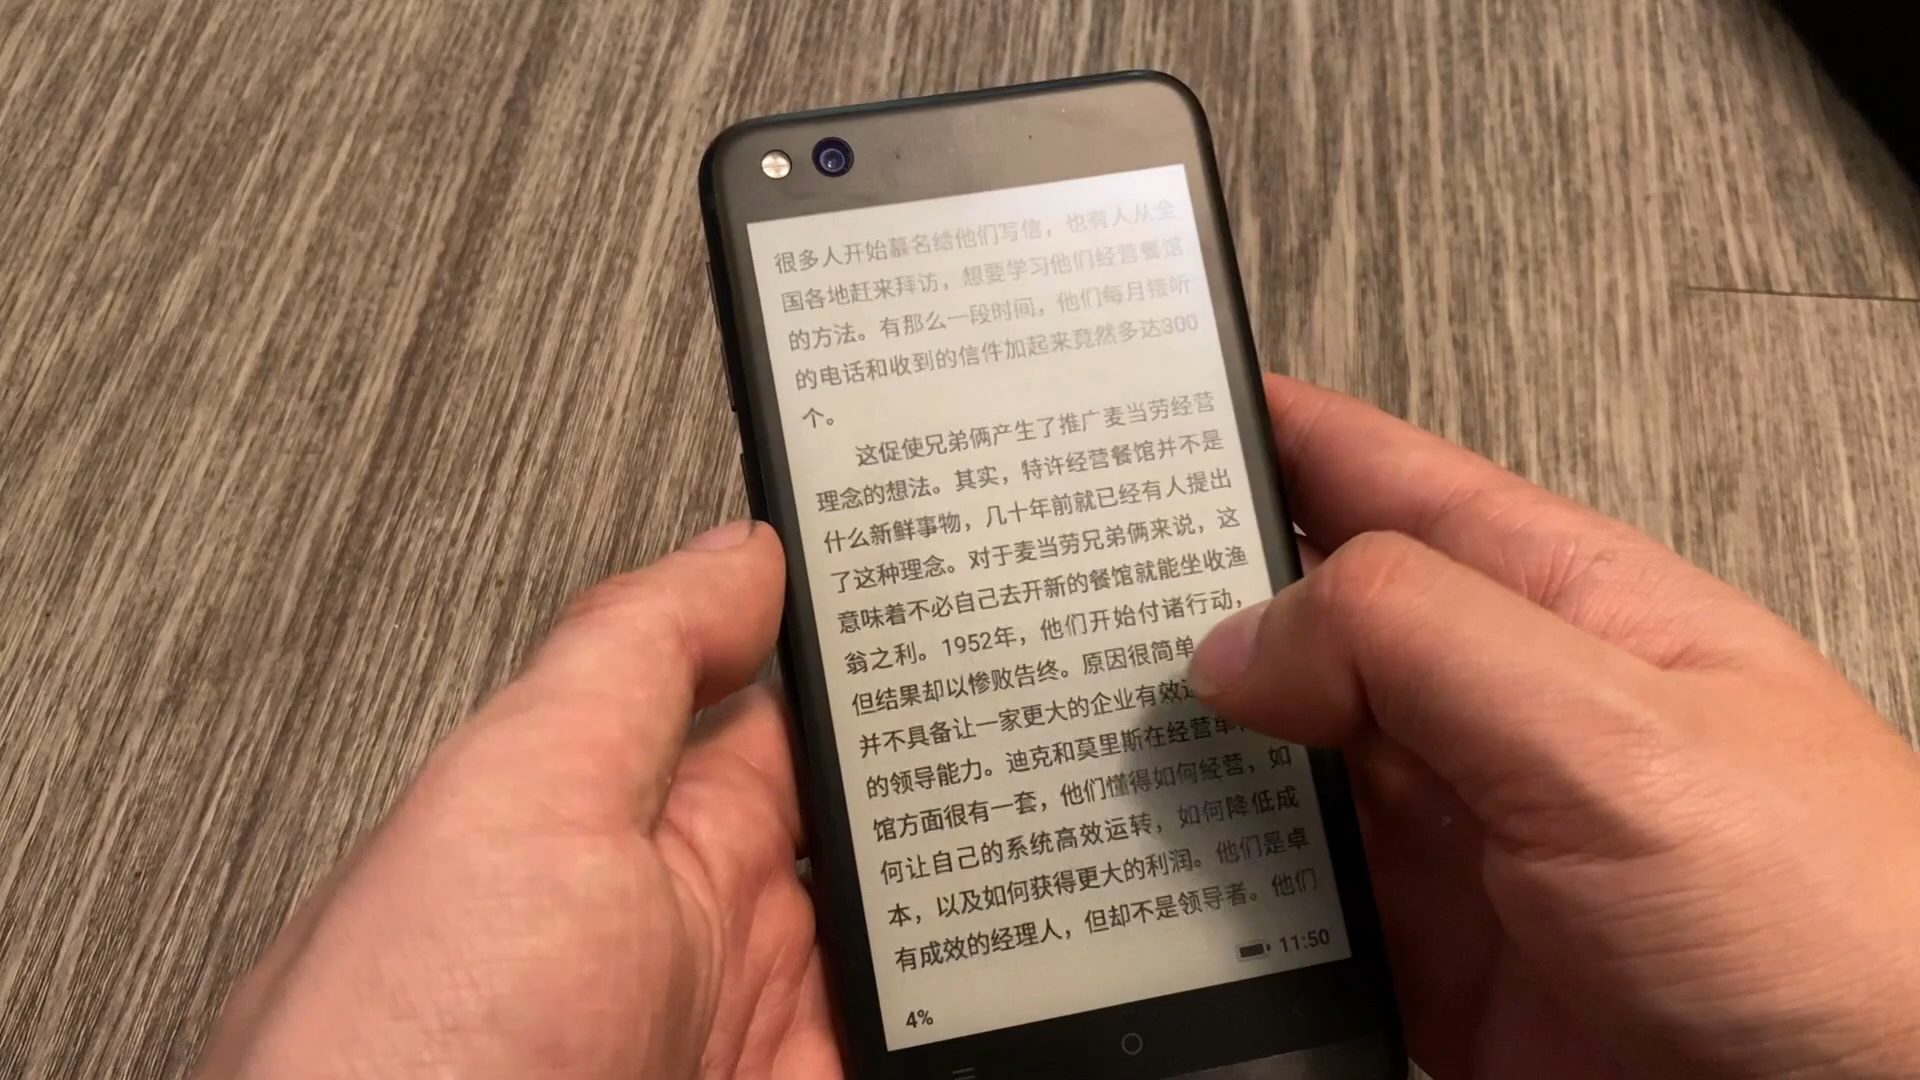 很多人开始慕名给他们写信，也有人从全
国各地赶来拜访，想要学习他们经营餐馆
的方法。有那么一段时间，他们每月接听
的电话和收到的信件加起来竟然多达300
个。
这促使兄弟俩产生了推广麦当劳经营
理念的想法。其实，特许经营餐馆并不是
什么新鲜事物，几十年前就已经有人提出
了这种理念。对于麦当劳兄弟俩来说，这
意味着不必自己去开新的餐馆就能坐收渔
翁之利。1952年，他们开始付诸行动，
但结果却以惨败告终。原因很简单
并不具备让一家更大的企业有效
的领导能力。迪克和莫里斯在经营单
馆方面很有一套，他们懂得如何经营，如
何让自己的系统高效运转，如何降低成
本，以及如何获得更大的利润。他们是卓
有成效的经理人，但却不是领导者。他们
4%
11:50